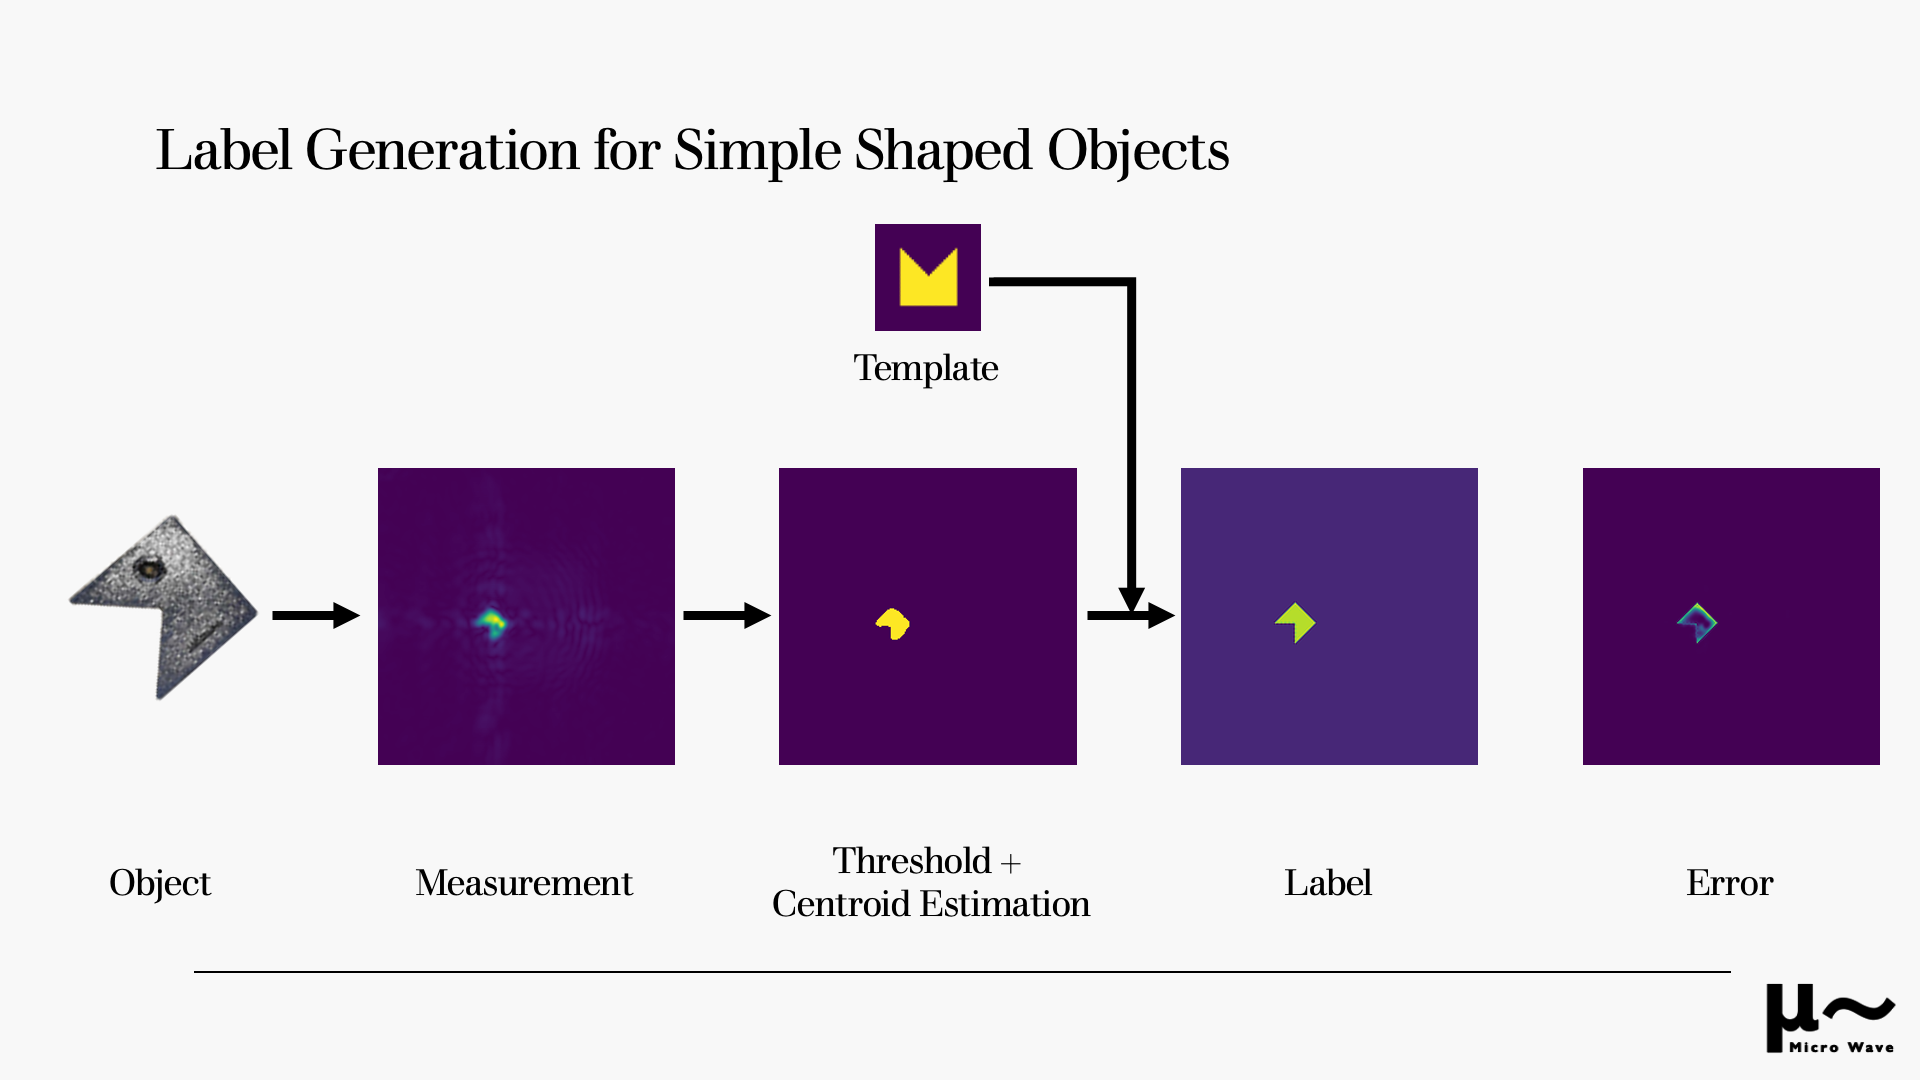 Label Generation for Simple Shaped Objects
Template
Object
Measurement
Threshold +
Centroid Estimation
Label
Error
μ~
Micro Wave